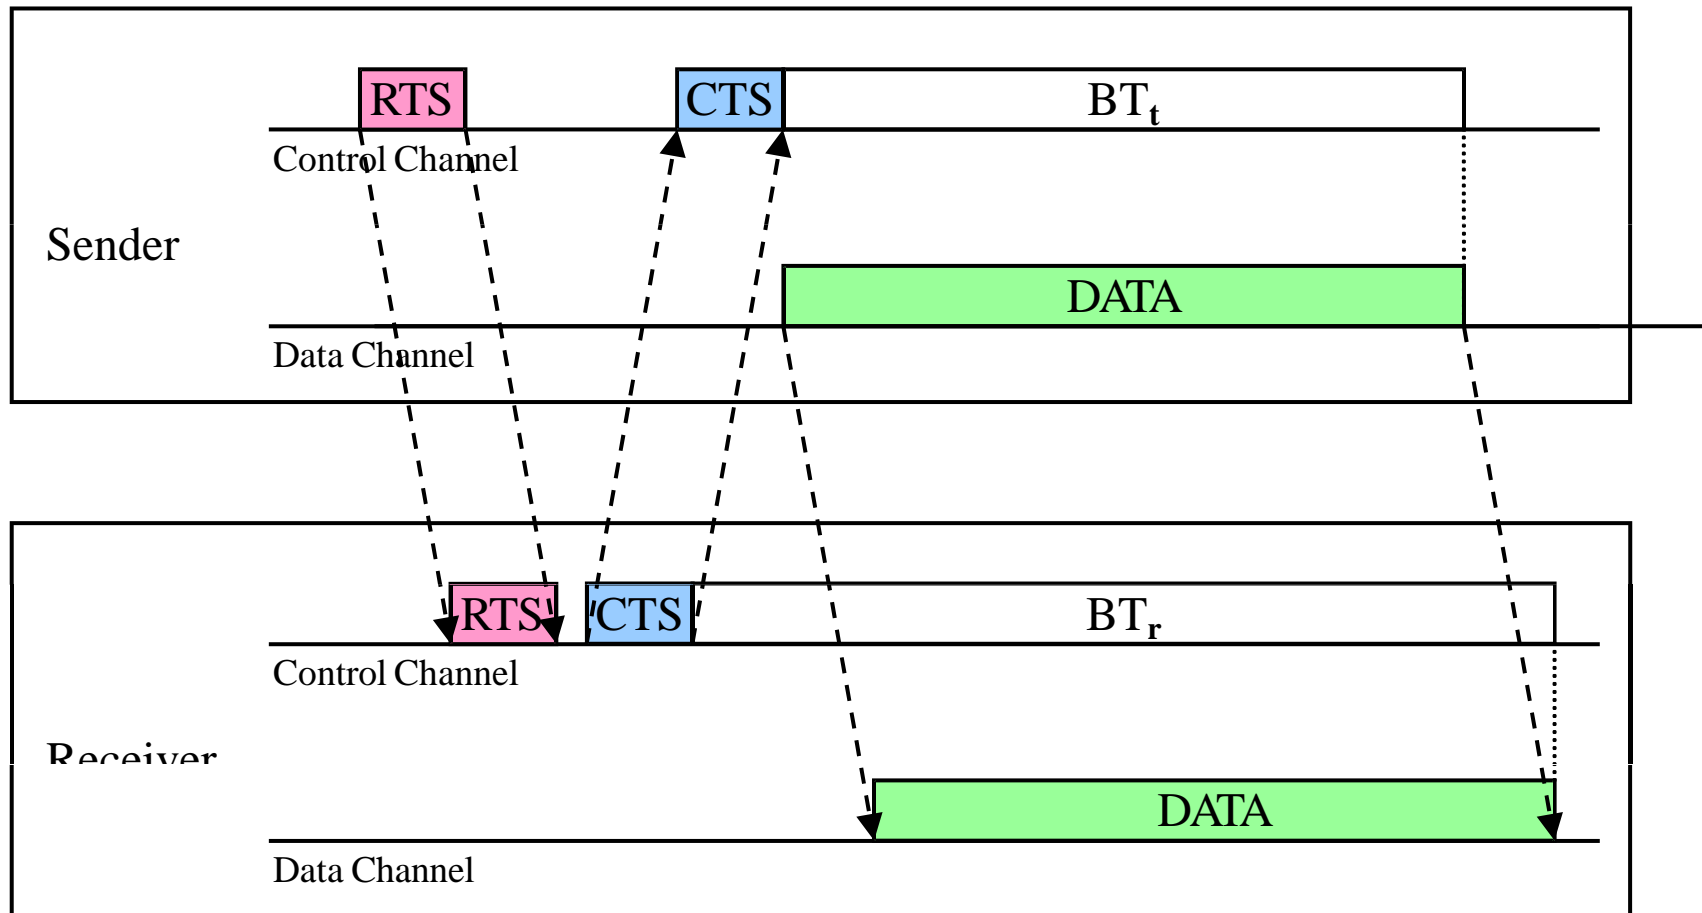 RTS CTS BTt
Control Channel
Sender
DATA
Data Channel
RTS CTS BTr
Control Channel
Receiver
DATA
Data Channel